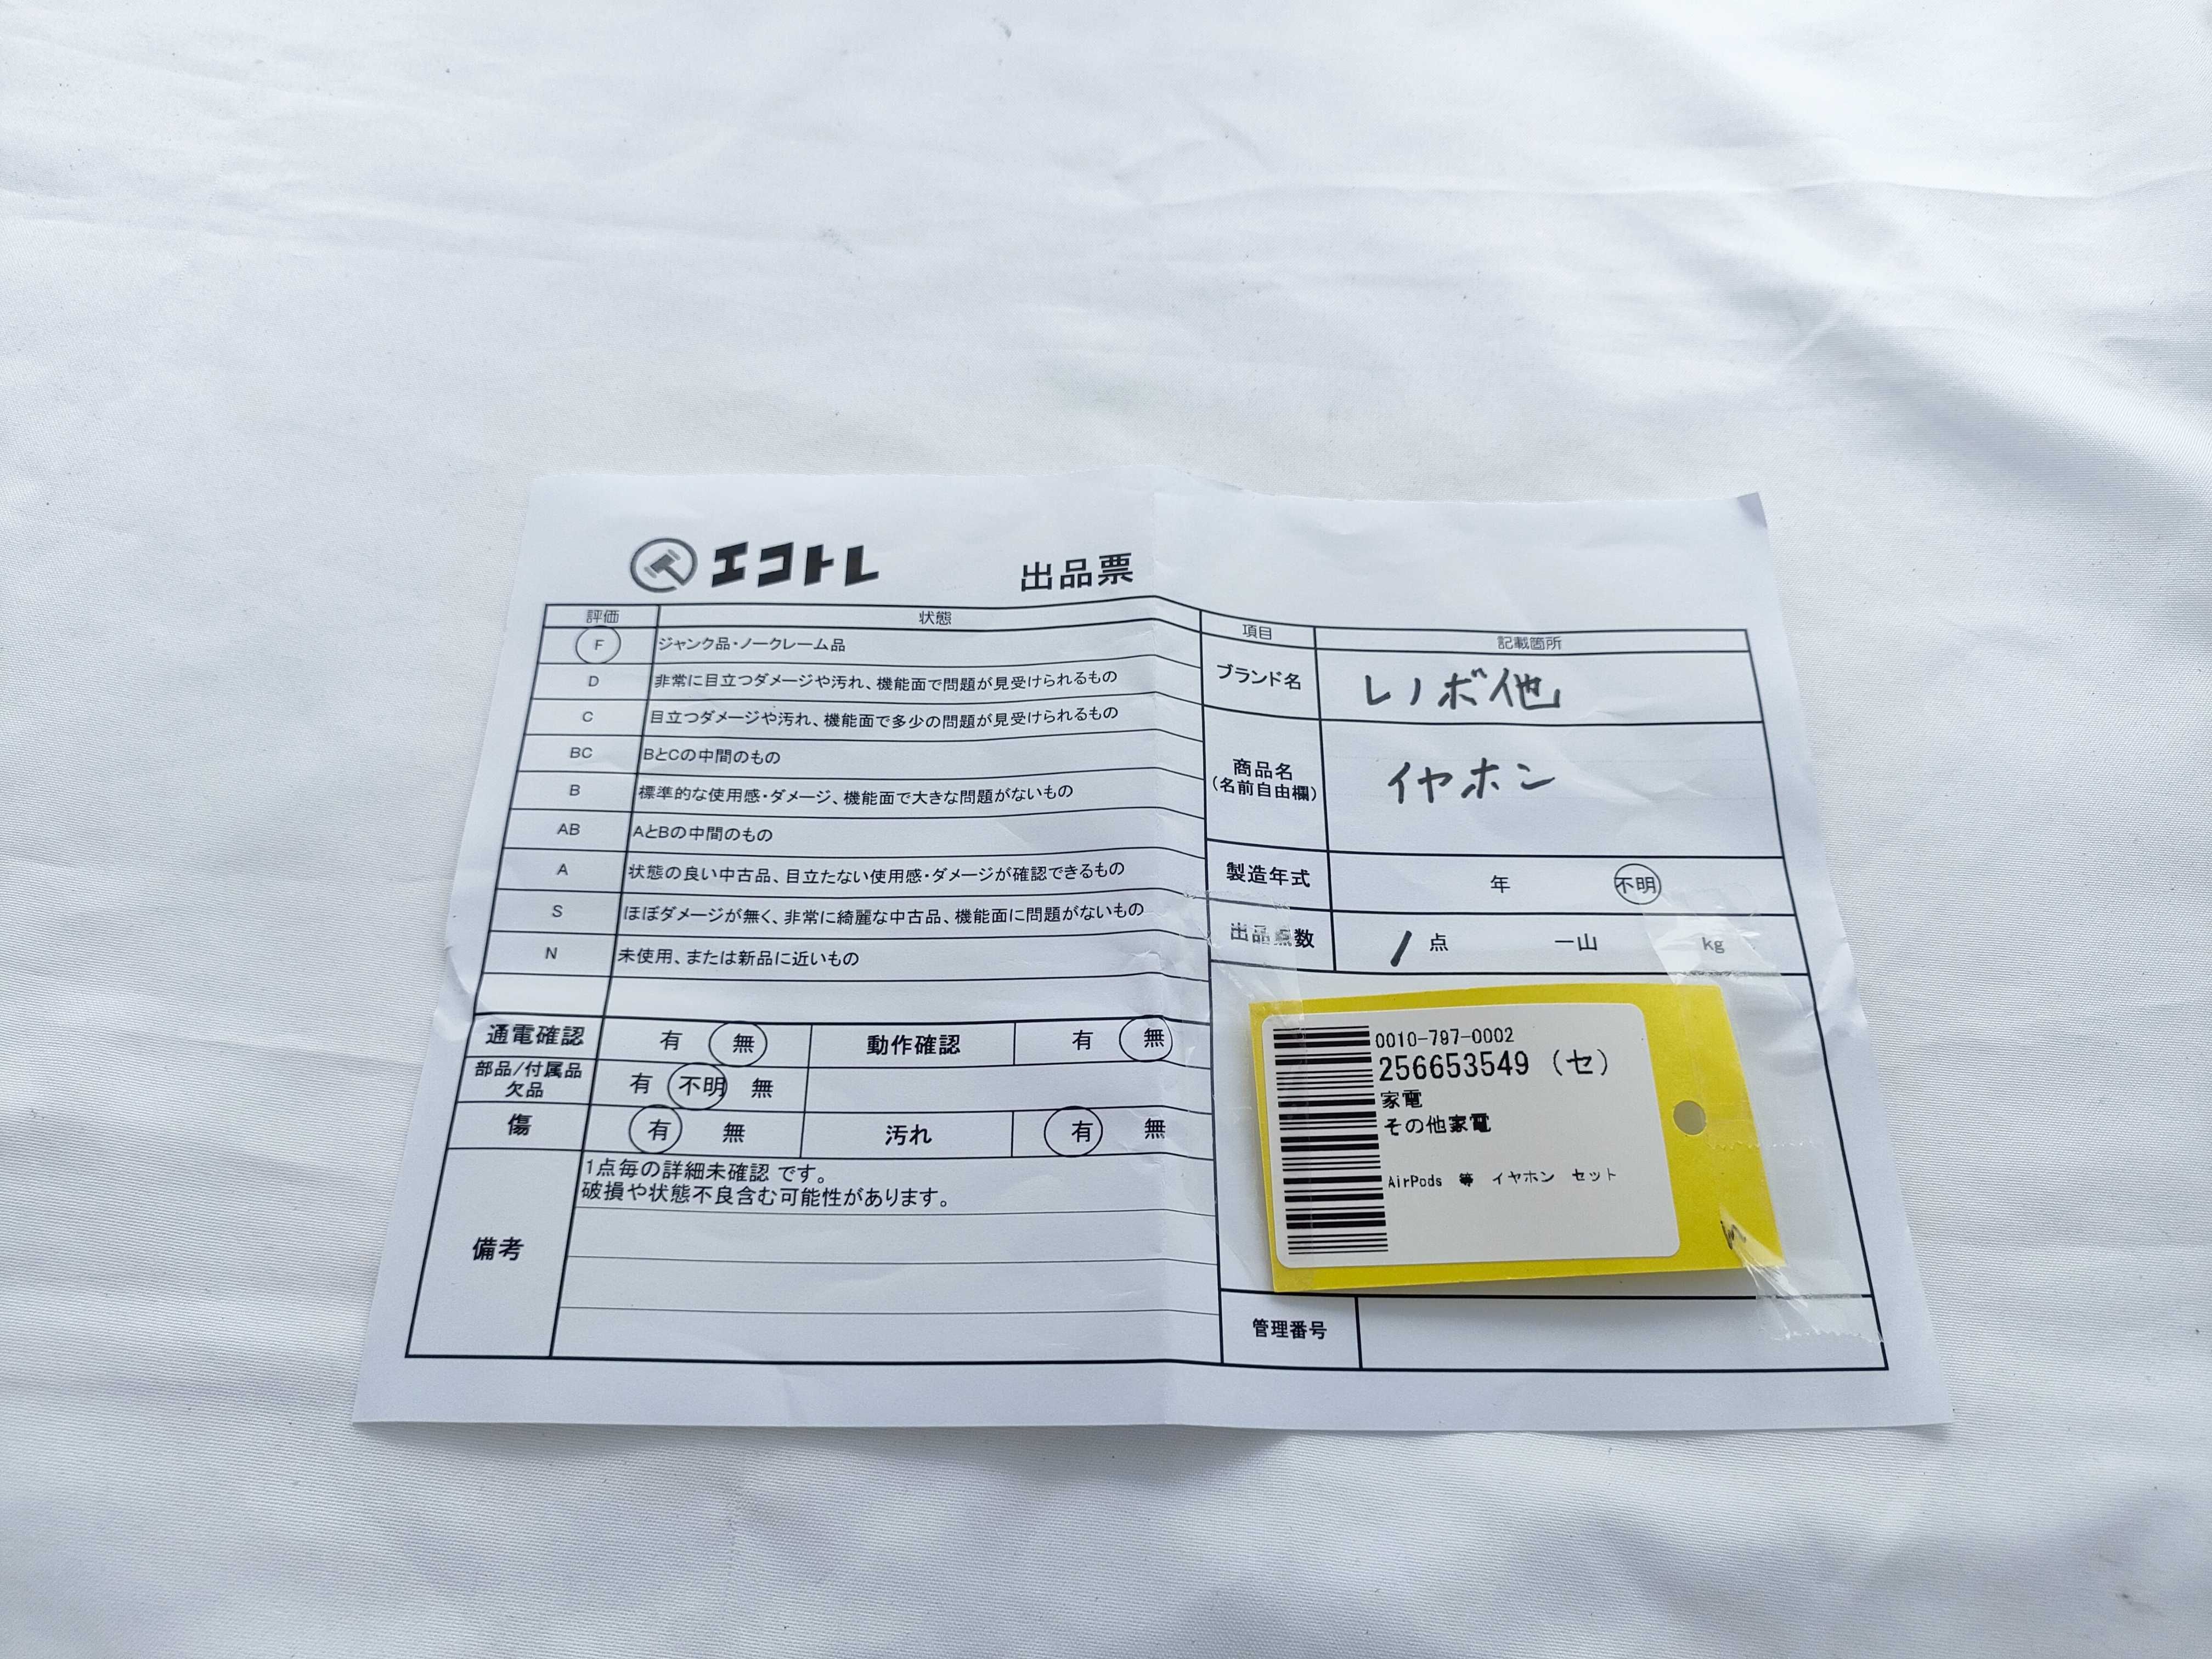 エコトレ 出品票
評価 状態
F ジャンク品・ノークレーム品
D 非常に目立つダメージや汚れ、機能面で問題が見受けられるもの
C 目立つダメージや汚れ、機能面で多少の問題が見受けられるもの
BC BとCの中間のもの
B 標準的な使用感・ダメージ、機能面で大きな問題がないもの
AB AとBの中間のもの
A 状態の良い中古品、目立たない使用感・ダメージが確認できるもの
S ほぼダメージが無く、非常に綺麗な中古品、機能面に問題がないもの
N 未使用、または新品に近いもの
通電確認 有 無 動作確認 有 無
部品/付属品
欠品 有 不明 無
傷 有 無 汚れ 有 無
備考
1点毎の詳細未確認 です。
破損や状態不良含む可能性があります。
項目 記載箇所
ブランド名 レノボ他
商品名
(名前自由欄) イヤホン
製造年式 年 不明
出品点数 1 点 一山 kg
0010-797-0002
256653549 (セ)
家電
その他家電
AirPods 等 イヤホン セット
管理番号